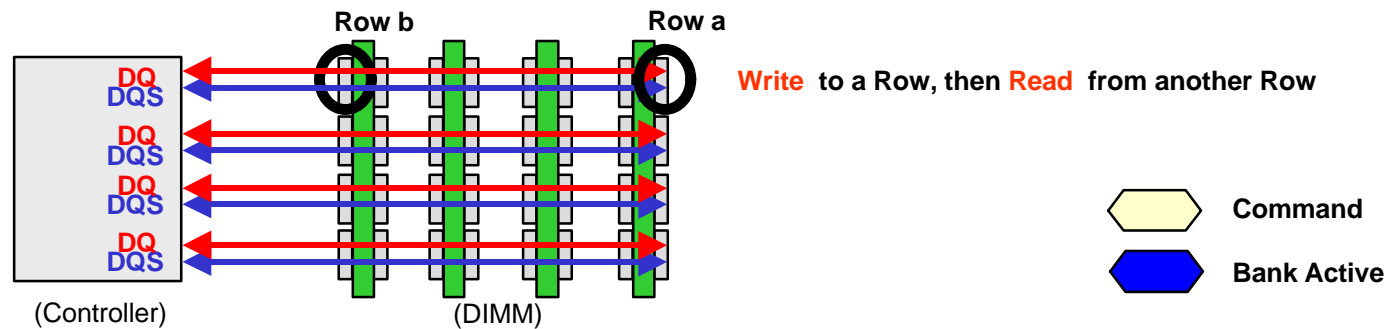 Row b
Row a
DQ
DQS
Write to a Row, then Read from another Row
DQ
DQS
DQ
DQS
Command
DQ
DQS
Bank Active
(Controller)
(DIMM)